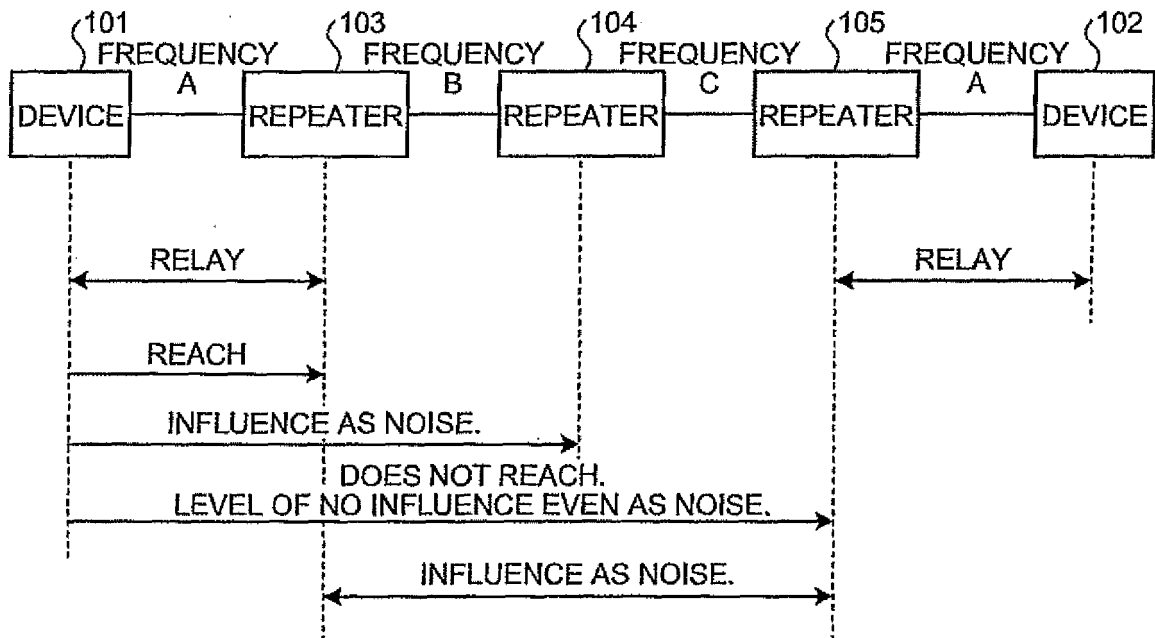 101 103 104 105 102
FREQUENCY FREQUENCY FREQUENCY FREQUENCY
A B C A
DEVICE REPEATER REPEATER REPEATER DEVICE
RELAY RELAY
REACH
INFLUENCE AS NOISE.
DOES NOT REACH.
LEVEL OF NO INFLUENCE EVEN AS NOISE.
INFLUENCE AS NOISE.